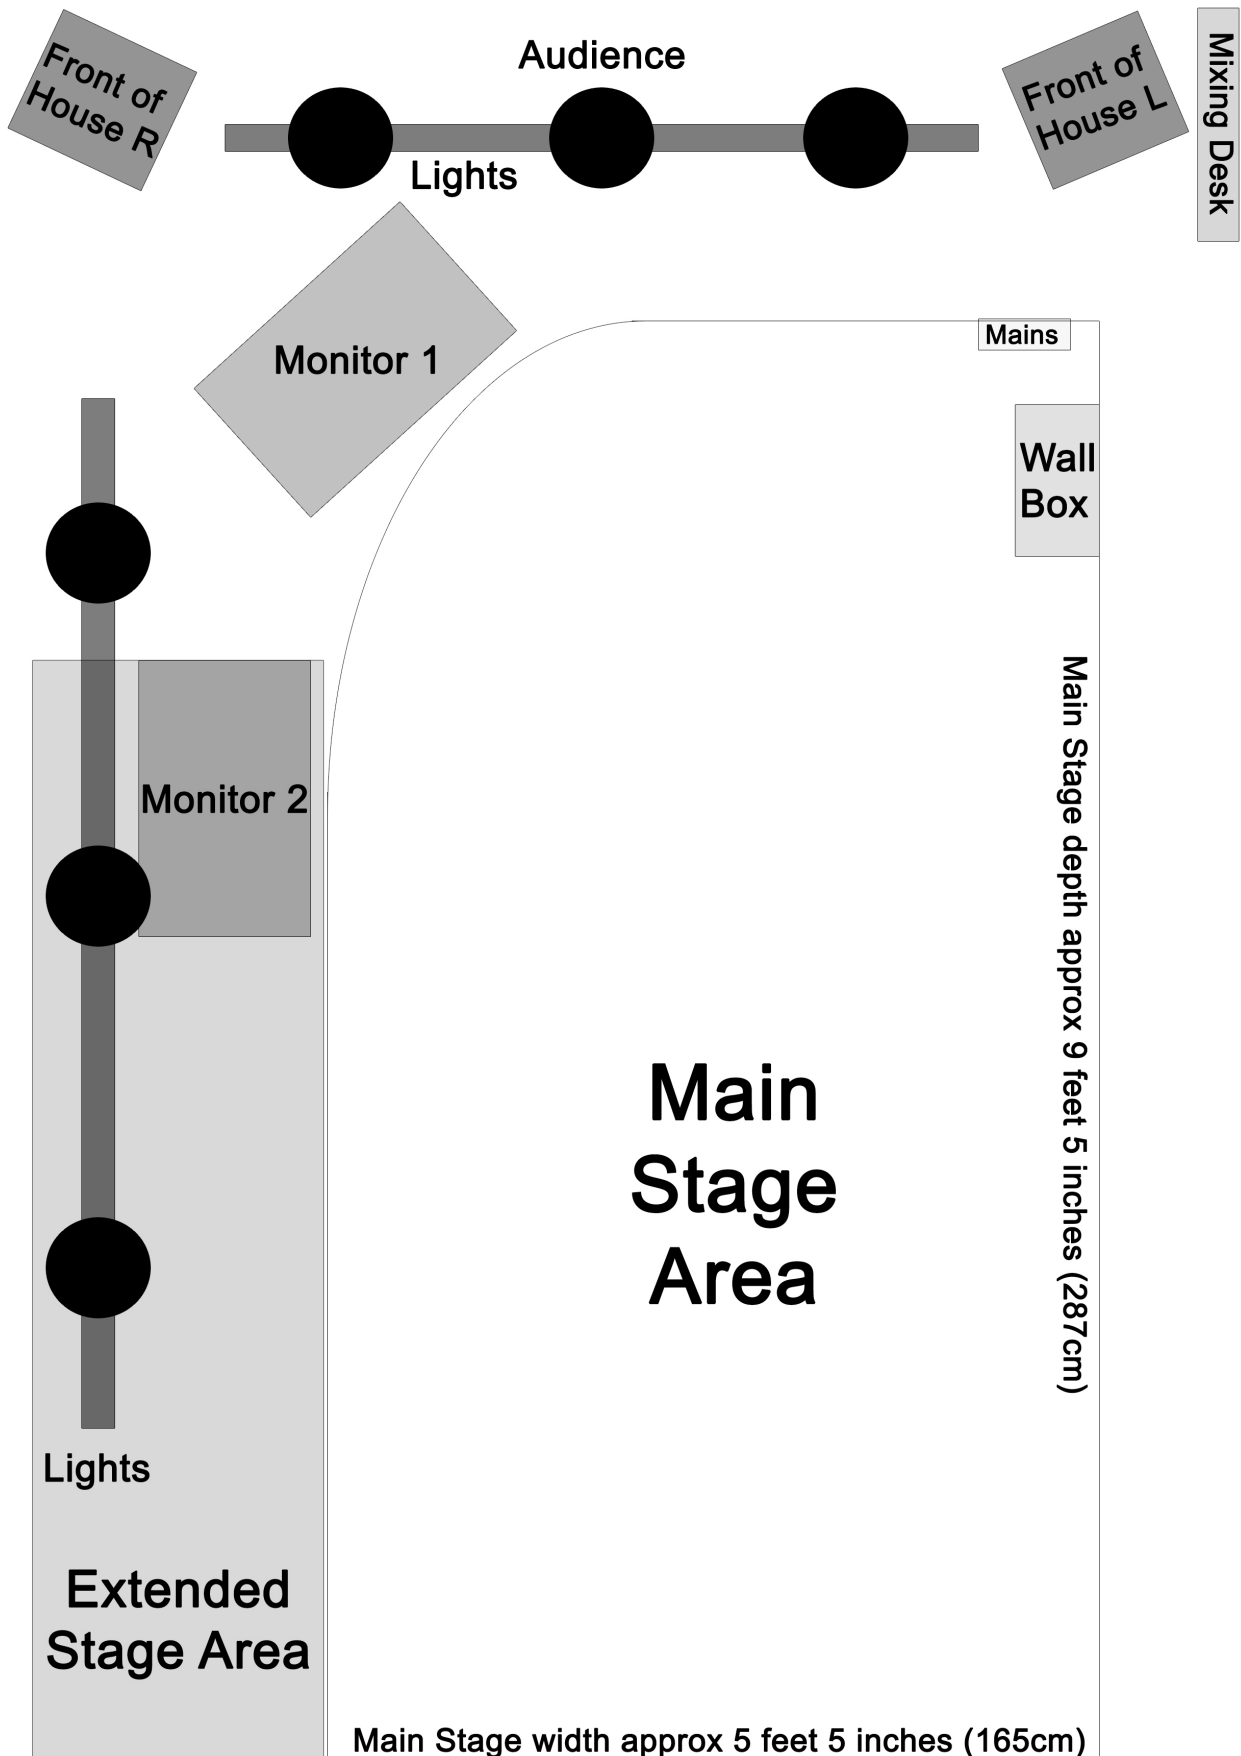 Audience
Front of
House R
Front of
House L
Mixing Desk
Lights
Mains
Monitor 1
Wall
Box
Monitor 2
Main Stage depth approx 9 feet 5 inches (287cm)
Main
Stage
Area
Lights
Extended
Stage Area
Main Stage width approx 5 feet 5 inches (165cm)